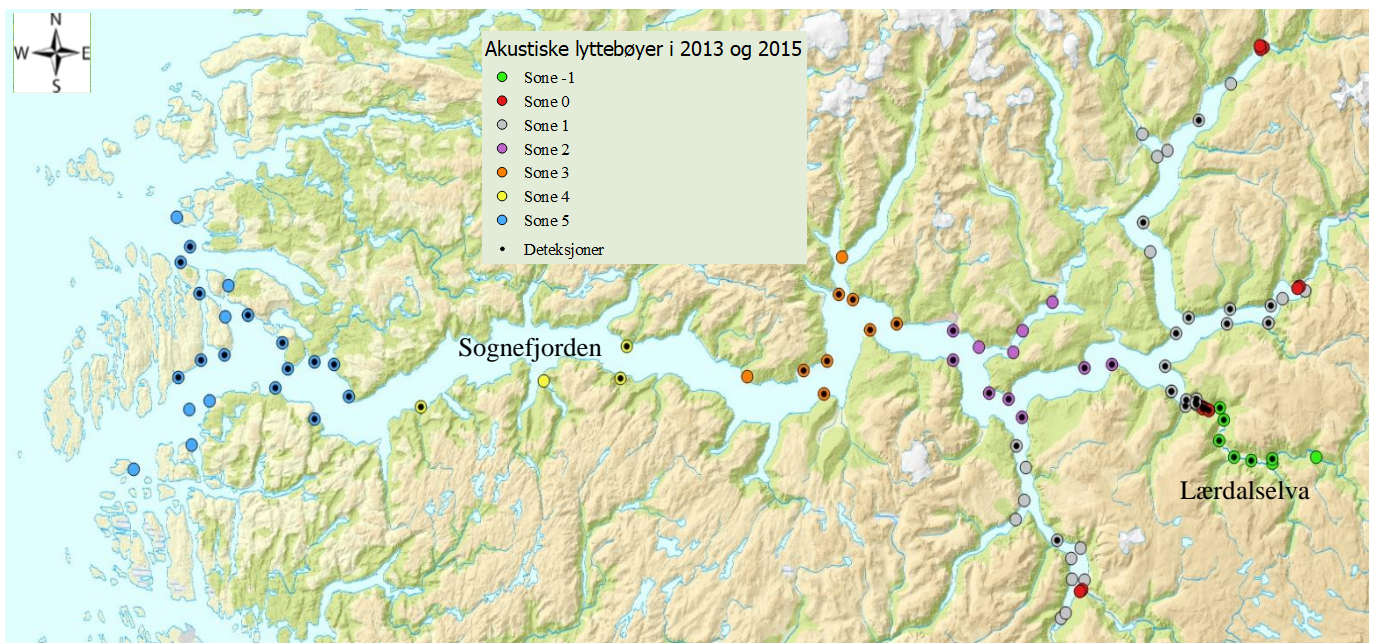 N
W E
S
Akustiske lyttebøyer i 2013 og 2015
Sone -1
Sone 0
Sone 1
Sone 2
Sone 3
Sone 4
Sone 5
Deteksjoner
Sognefjorden
Lærdalselva